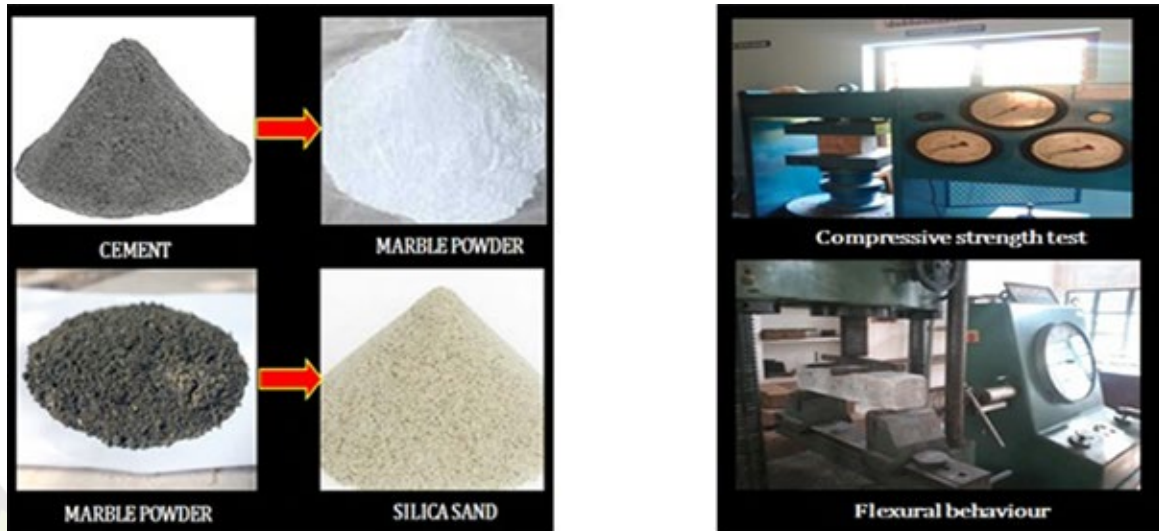 CEMENT
MARBLE POWDER
MARBLE POWDER
SILICA SAND
Compressive strength test
Flexural behaviour